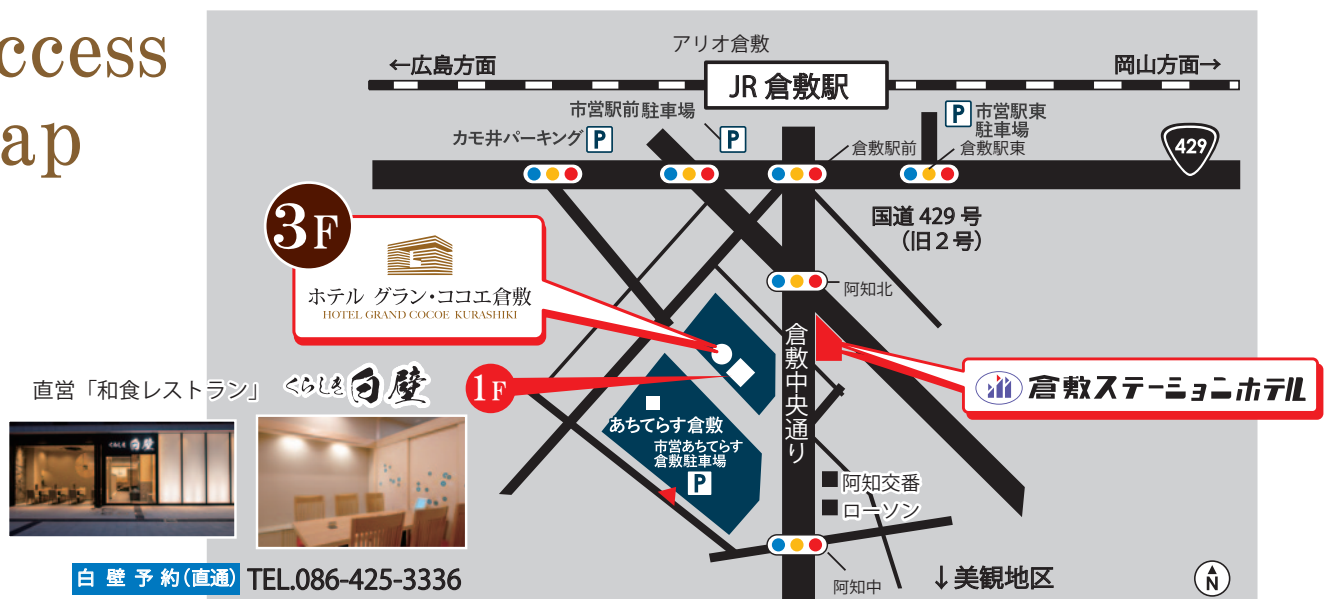 ccess
ap
アリオ倉敷
←広島方面
JR 倉敷駅
岡山方面→
市営駅前駐車場
P
カモ井パーキング
P
P
市営駅東
駐車場
倉敷駅前
倉敷駅東
429
国道 429 号
（旧２号）
3F
ホテル グラン・ココエ倉敷
HOTEL GRAND COCOE KURASHIKI
阿知北
倉敷中央通り
倉敷ステーションホテル
直営「和食レストラン」
くらしき 白壁
1F
くらしき 白壁
あちてらす倉敷
市営あちてらす
倉敷駐車場
P
阿知交番
ローソン
白壁予約(直通)
TEL.086-425-3336
阿知中
↓美観地区
N